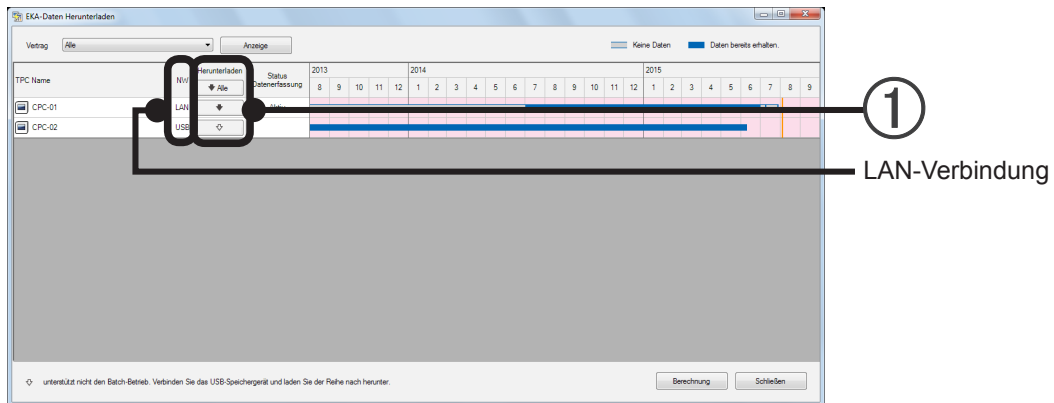 EKA-Daten Herunterladen
Vertrag Alle Anzeige Keine Daten Daten bereits erhalten.
TPC Name NW Herunterladen Status Datenerfassung 2013 2014 2015
Alle 8 9 10 11 12 1 2 3 4 5 6 7 8 9 10 11 12 1 2 3 4 5 6 7 8 9
CPC-01 LAN Aktiv
CPC-02 USB
①
LAN-Verbindung
unterstützt nicht den Batch-Betrieb. Verbinden Sie das USB-Speichergerät und laden Sie der Reihe nach herunter.
Berechnung Schließen